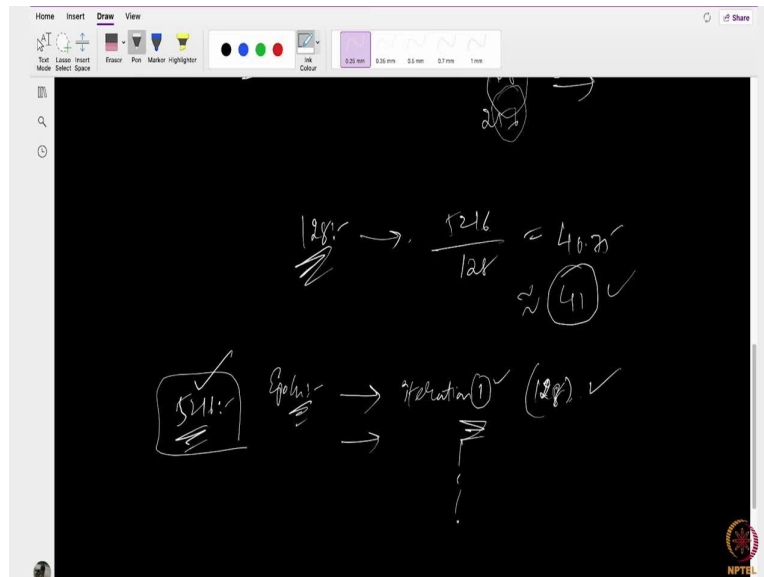 Home Insert Draw View
Share
Text Mode
Lasso Select
Insert Space
Eraser
Pen
Marker
Highlighter
Ink Colour
0.25 mm
0.35 mm
0.5 mm
0.7 mm
1 mm
128:- → 5216 / 128 = 40.75
≈ 41 ✓
5216:- Epoch:- → iteration 1 ✓ (128) ✓
→
NPTEL